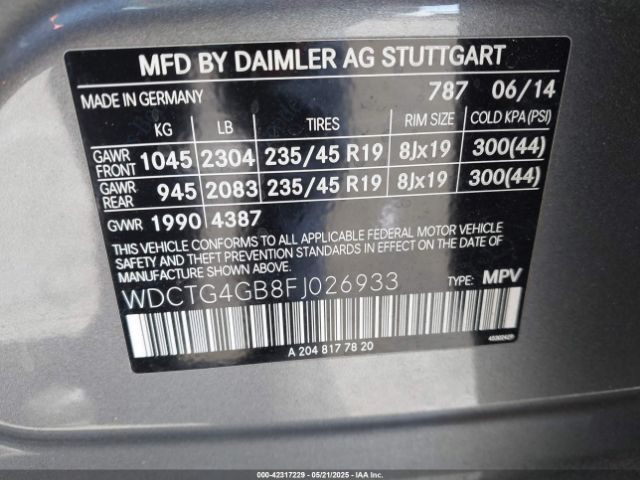 MFD BY DAIMLER AG STUTTGART
MADE IN GERMANY 787 06/14
KG LB TIRES RIM SIZE COLD KPA(PSI)
GAWR FRONT 1045 2304 235/45 R19 8Jx19 300(44)
GAWR REAR 945 2083 235/45 R19 8Jx19 300(44)
GVWR 1990 4387
THIS VEHICLE CONFORMS TO ALL APPLICABLE FEDERAL MOTOR VEHICLE
SAFETY AND THEFT PREVENTION STANDARDS IN EFFECT ON THE DATE OF
MANUFACTURE SHOWN ABOVE.
WDCTG4GB8FJ026933 TYPE: MPV
A 204 817 78 20
000-42317229 - 05/21/2025 - IAAI.COM